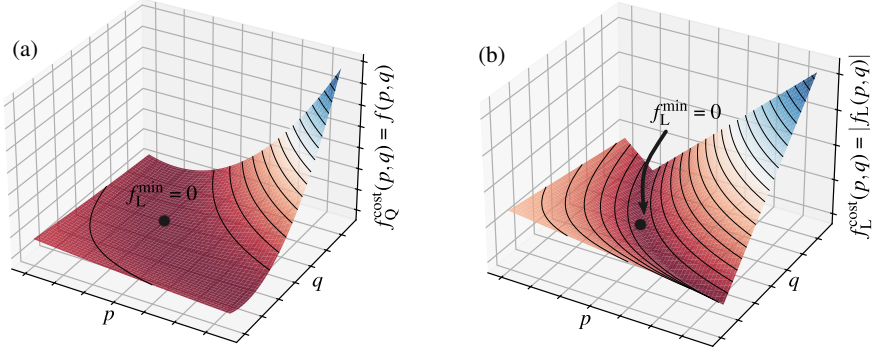 (a)
f_L^min = 0
p
q
f_Q^cost(p, q) = f(p, q)
(b)
f_L^min = 0
p
q
f_L^cost(p, q) = |f_L(p, q)|